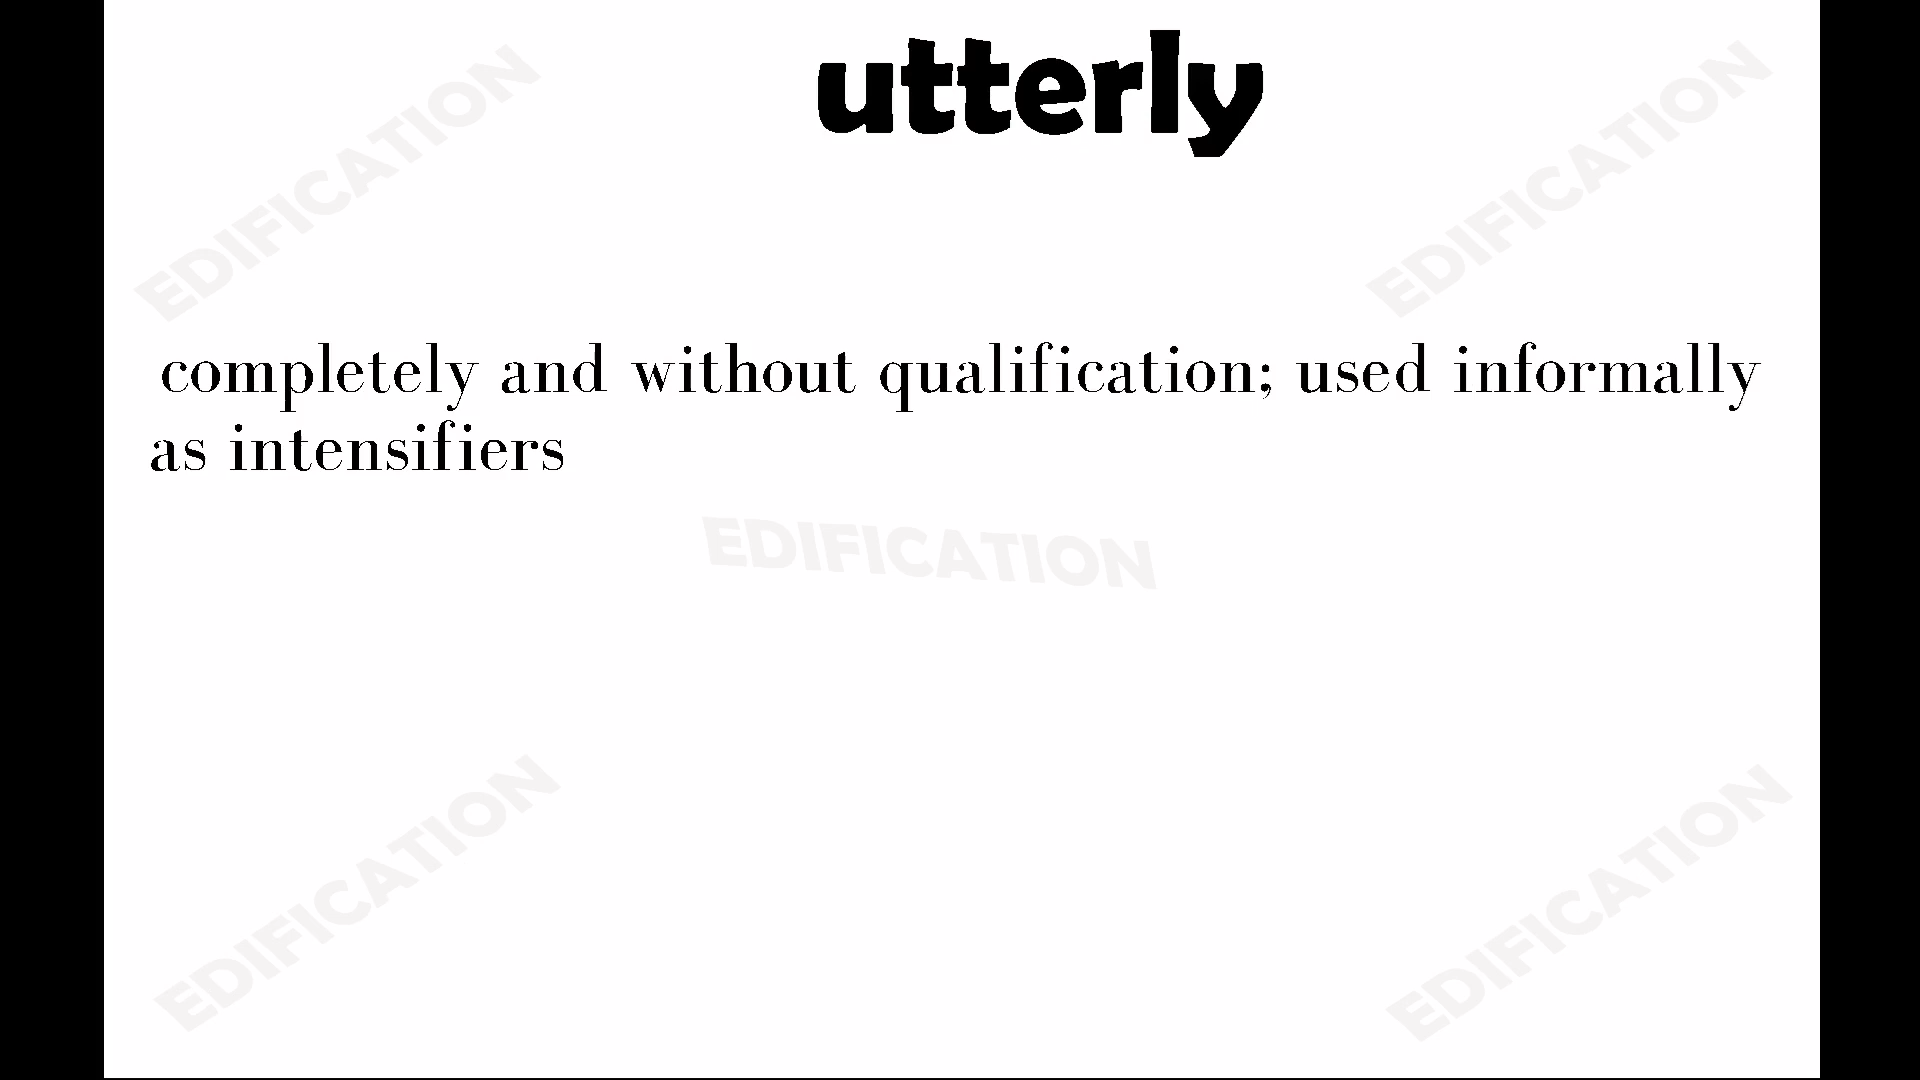 EDIFICATION
utterly
EDIFICATION
completely and without qualification; used informally
as intensifiers
EDIFICATION
EDIFICATION
EDIFICATION